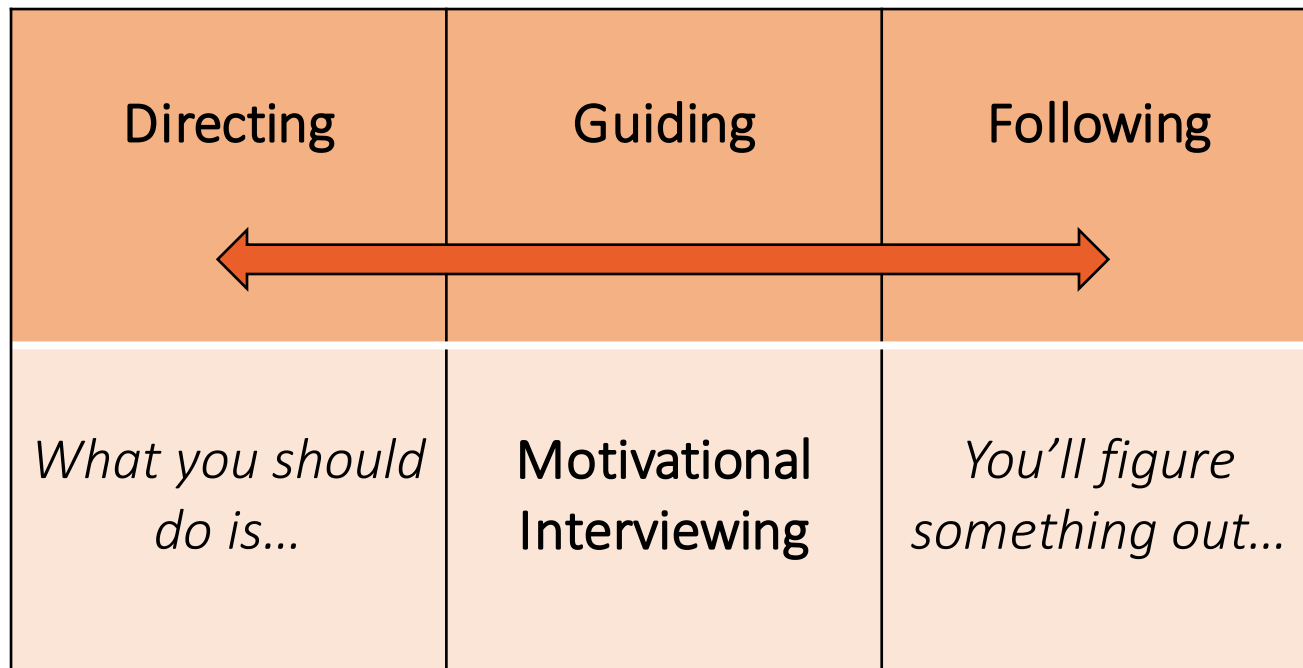 Directing
Guiding
Following
What you should
do is...
Motivational
Interviewing
You’ll figure
something out...